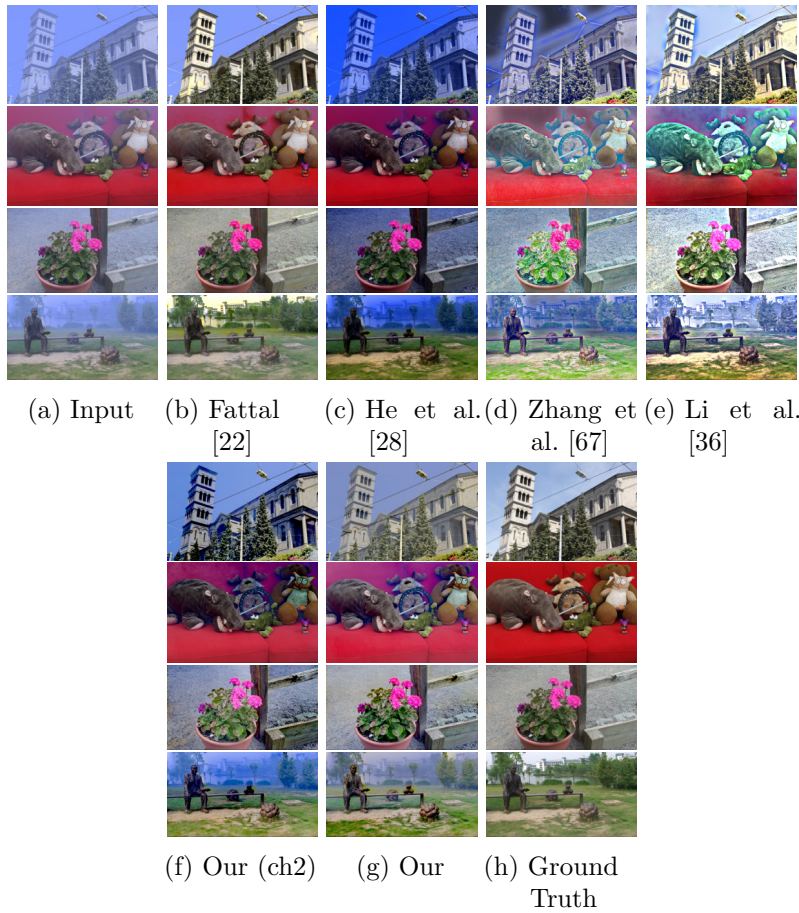 (a) Input (b) Fattal (c) He et al. (d) Zhang et (e) Li et al.
[22] [28] al. [67] [36]
(f) Our (ch2) (g) Our (h) Ground
Truth